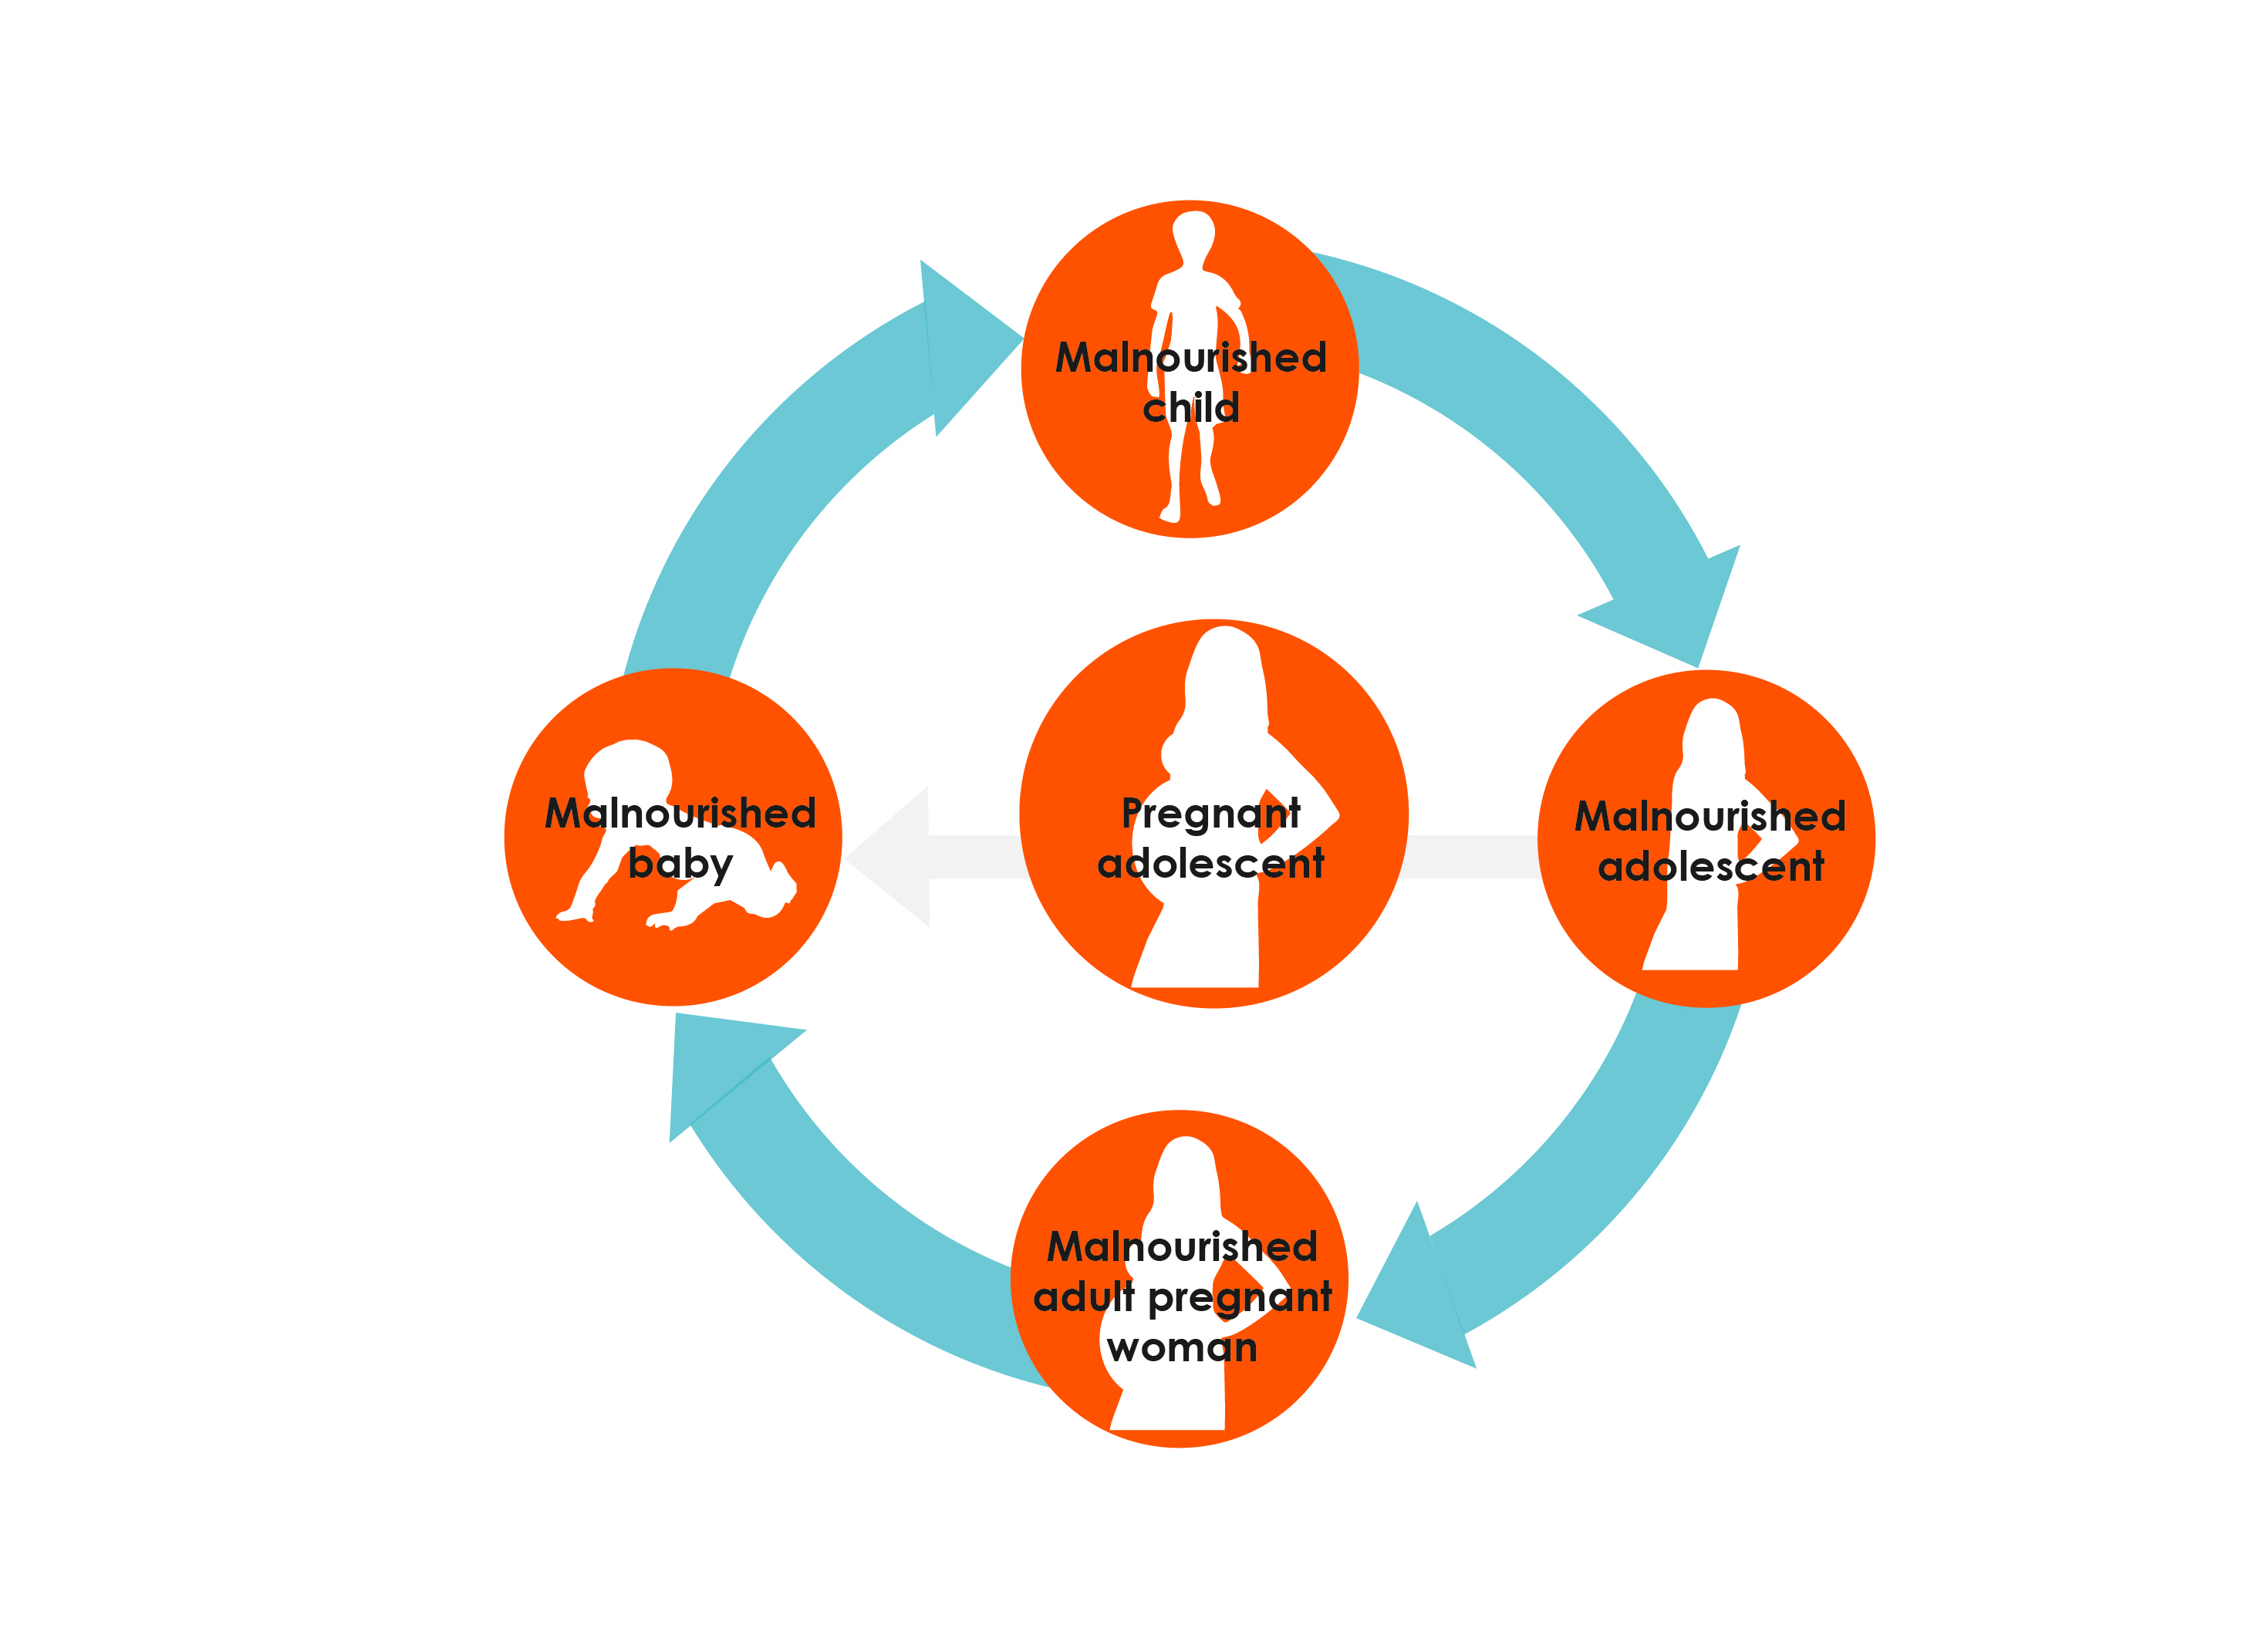 Malnourished
child
Malnourished
baby
Pregnant
adolescent
Malnourished
adolescent
Malnourished
adult pregnant
woman